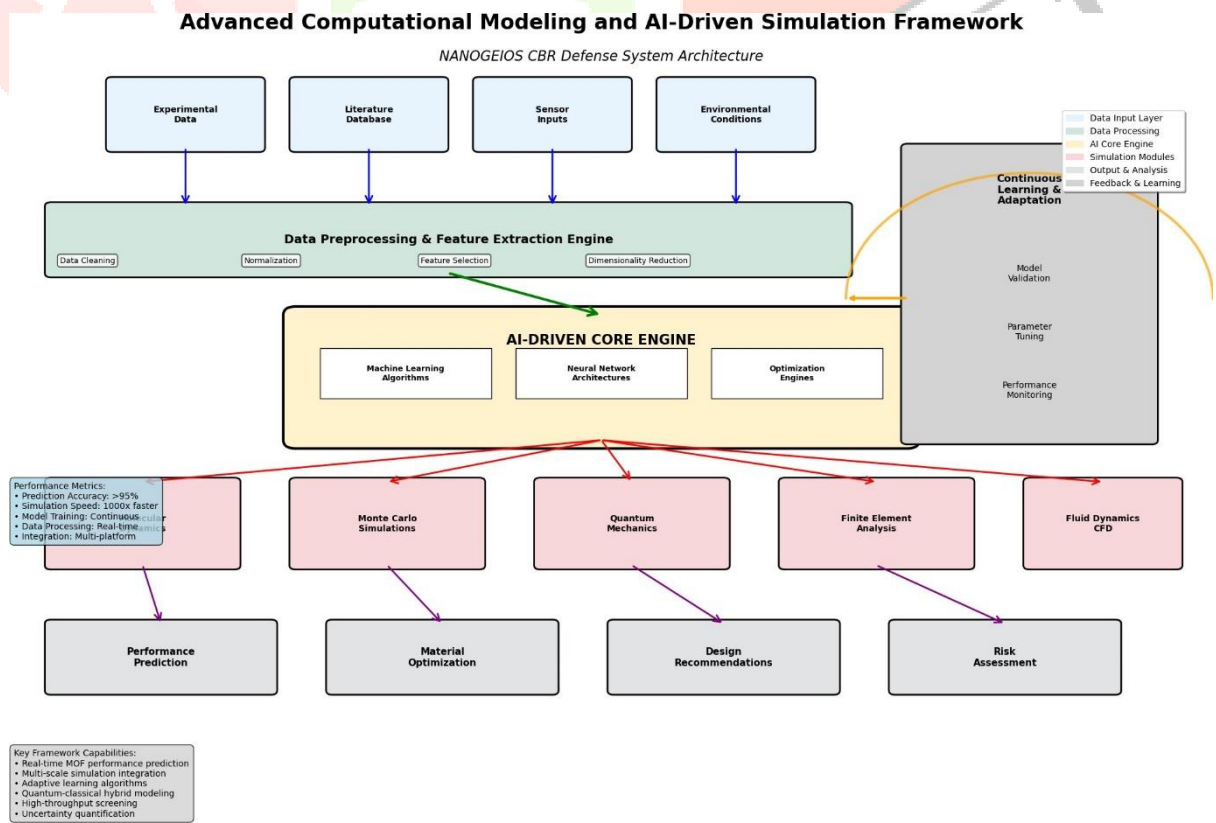 Advanced Computational Modeling and AI-Driven Simulation Framework
NANOGEIOS CBR Defense System Architecture
Experimental
Data
Literature
Database
Sensor
Inputs
Environmental
Conditions
Data Input Layer
Data Processing
AI Core Engine
Simulation Modules
Output & Analysis
Feedback & Learning
Continuous
Learning &
Adaptation
Model
Validation
Parameter
Tuning
Performance
Monitoring
Data Preprocessing & Feature Extraction Engine
Data Cleaning
Normalization
Feature Selection
Dimensionality Reduction
AI-DRIVEN CORE ENGINE
Machine Learning
Algorithms
Neural Network
Architectures
Optimization
Engines
Performance Metrics:
• Prediction Accuracy: >95%
• Simulation Speed: 1000x faster
• Model Training: Continuous
• Data Processing: Real-time
• Integration: Multi-platform
Monte Carlo
Simulations
Quantum
Mechanics
Finite Element
Analysis
Fluid Dynamics
CFD
Performance
Prediction
Material
Optimization
Design
Recommendations
Risk
Assessment
Key Framework Capabilities:
• Real-time MOF performance prediction
• Multi-scale simulation integration
• Adaptive learning algorithms
• Quantum-classical hybrid modeling
• High-throughput screening
• Uncertainty quantification